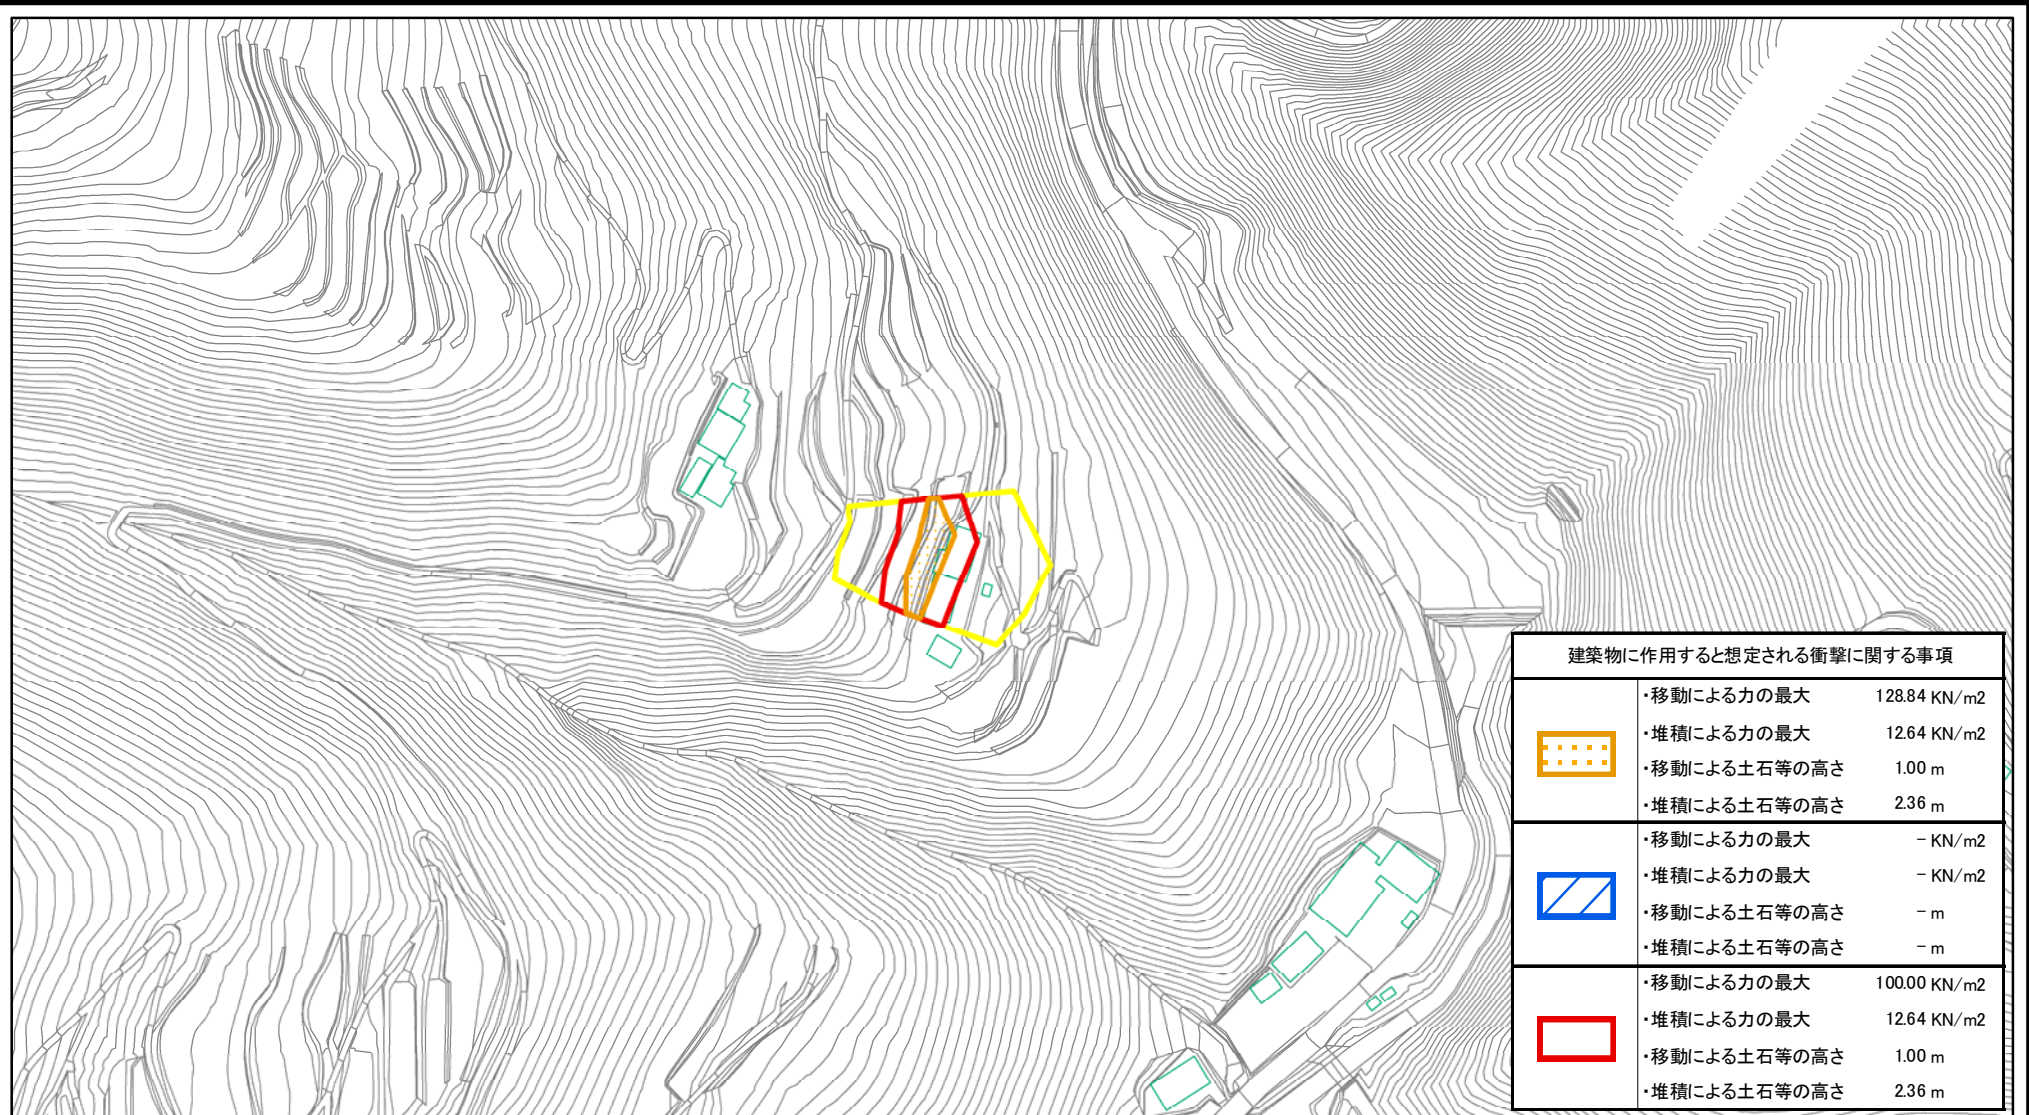 建築物に作用すると想定される衝撃に関する事項
・移動による力の最大 128.84 KN/m2
・堆積による力の最大 12.64 KN/m2
・移動による土石等の高さ 1.00 m
・堆積による土石等の高さ 2.36 m
・移動による力の最大 - KN/m2
・堆積による力の最大 - KN/m2
・移動による土石等の高さ - m
・堆積による土石等の高さ - m
・移動による力の最大 100.00 KN/m2
・堆積による力の最大 12.64 KN/m2
・移動による土石等の高さ 1.00 m
・堆積による土石等の高さ 2.36 m